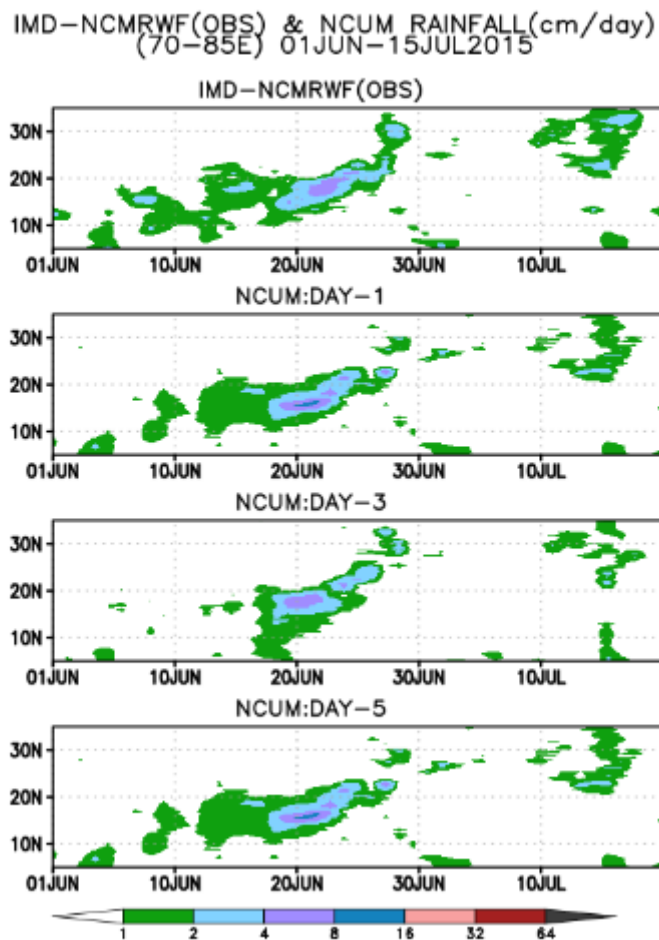 IMD-NCMRWF(OBS) & NCUM RAINFALL(cm/day)
(70-85E) 01JUN-15JUL2015
IMD-NCMRWF(OBS)
30N
20N
10N
01JUN 10JUN 20JUN 30JUN 10JUL
NCUM:DAY-1
30N
20N
10N
01JUN 10JUN 20JUN 30JUN 10JUL
NCUM:DAY-3
30N
20N
10N
01JUN 10JUN 20JUN 30JUN 10JUL
NCUM:DAY-5
30N
20N
10N
01JUN 10JUN 20JUN 30JUN 10JUL
1 2 4 8 16 32 64